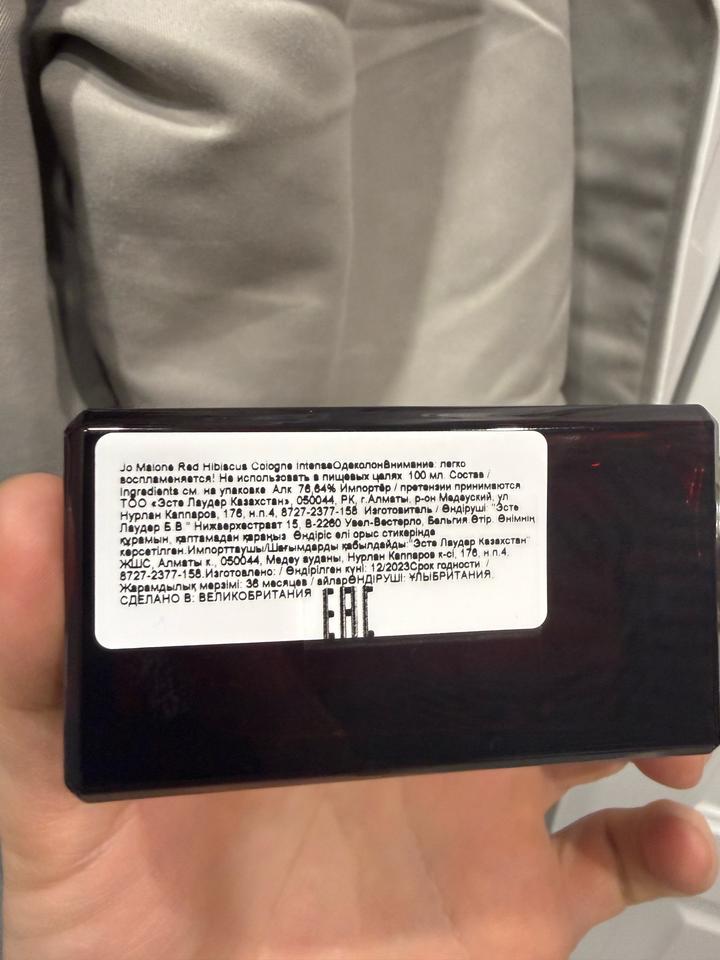 Jo Malone Red Hibiscus Cologne IntenseОдеколонВнимание: легко
воспламеняется! Не использовать в пищевых целях 100 мл. Состав /
Ingredients см. на упаковке Алк 76,64% Импортёр / претензии принимаются
ТОО «Эсте Лаудер Казахстан», 050044, РК, г.Алматы. р-он Медеуский, ул
Нурлан Каппаров, 176, н.п.4, 8727-2377-158 Изготовитель / Өндіруші "Эсте
Лаудер Б.В." Нижверхестраат 15, В-2260 Увел-Вестерло, Бельгия Өтір. Өнімнің
құрамын, қаптамадан қараңыз Өндіріс елі орыс стикерінде
көрсетілген.Импорттаушы/Шағымдарды қабылдайды:"Эсте Лаудер Казахстан"
ЖШС, Алматы к., 050044, Медеу ауданы, Нурлан Каппаров к-сі, 176, н.п.4.
8727-2377-158.Изготовлено: / Өндірілген күні: 12/2023Срок годности /
Жарамдылық мерзімі: 36 месяцев / айларӨНДІРУШІ: ҰЛЫБРИТАНИЯ.
СДЕЛАНО В: ВЕЛИКОБРИТАНИЯ
EAC